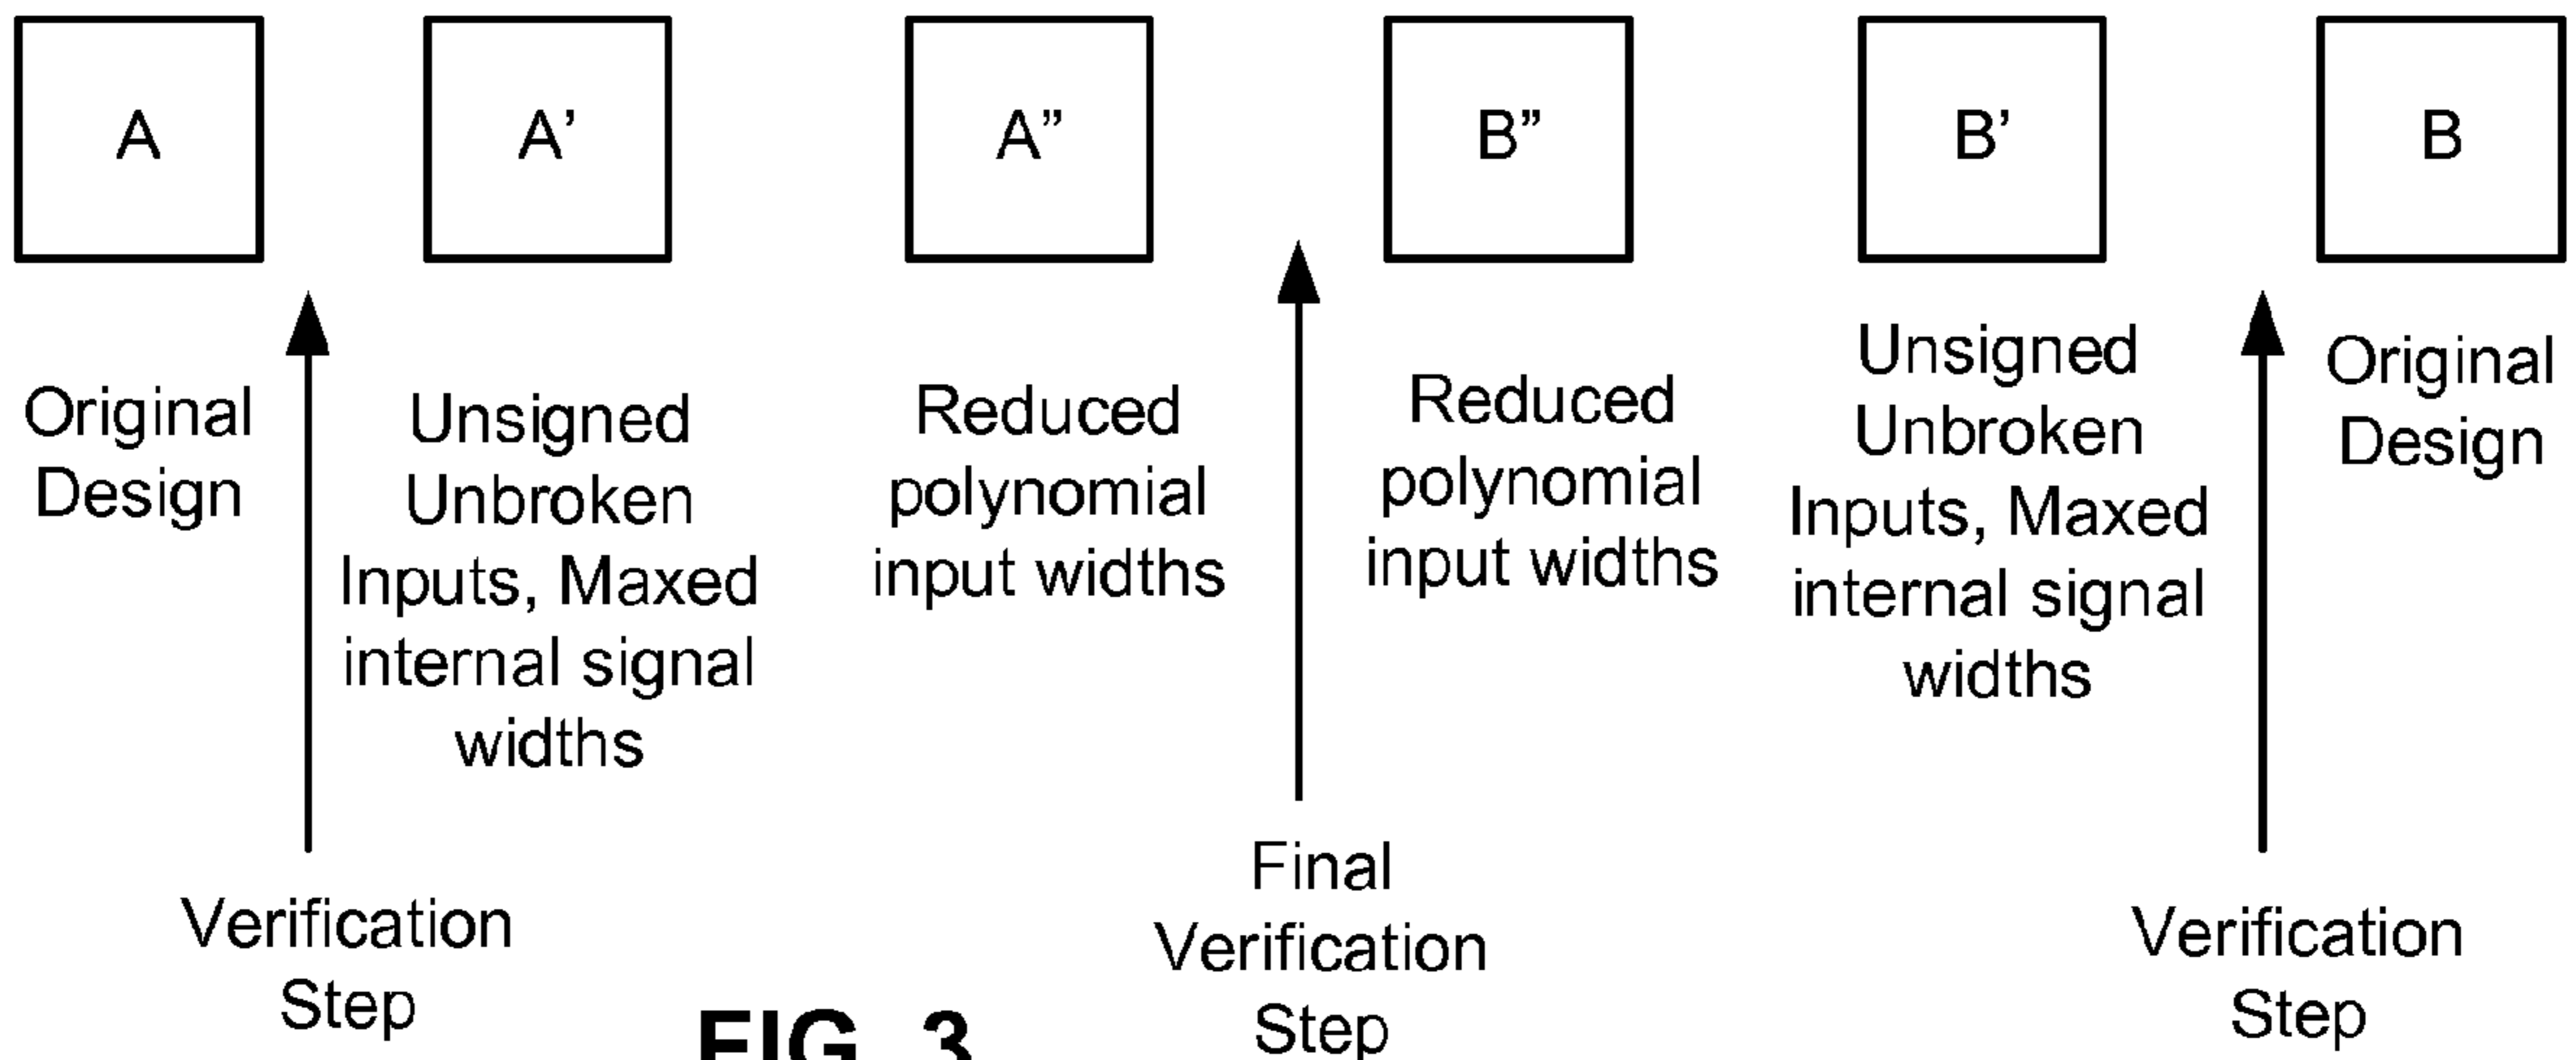 A
A’
A”
B”
B’
B
Original
Design
Unsigned
Unbroken
Inputs, Maxed
internal signal
widths
Reduced
polynomial
input widths
Reduced
polynomial
input widths
Unsigned
Unbroken
Inputs, Maxed
internal signal
widths
Original
Design
Verification
Step
Final
Verification
Step
Verification
Step
FIG. 3